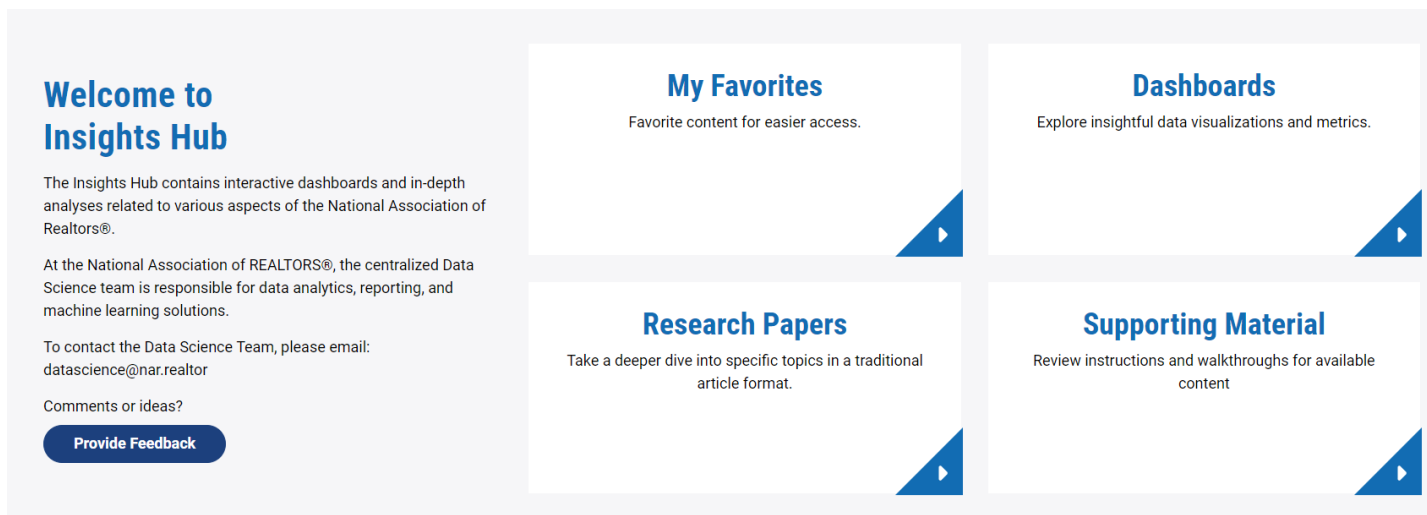 Welcome to
Insights Hub
The Insights Hub contains interactive dashboards and in-depth
analyses related to various aspects of the National Association of
Realtors®.
At the National Association of REALTORS®, the centralized Data
Science team is responsible for data analytics, reporting, and
machine learning solutions.
To contact the Data Science Team, please email:
datascience@nar.realtor
Comments or ideas?
Provide Feedback
My Favorites
Favorite content for easier access.
Dashboards
Explore insightful data visualizations and metrics.
Research Papers
Take a deeper dive into specific topics in a traditional
article format.
Supporting Material
Review instructions and walkthroughs for available
content